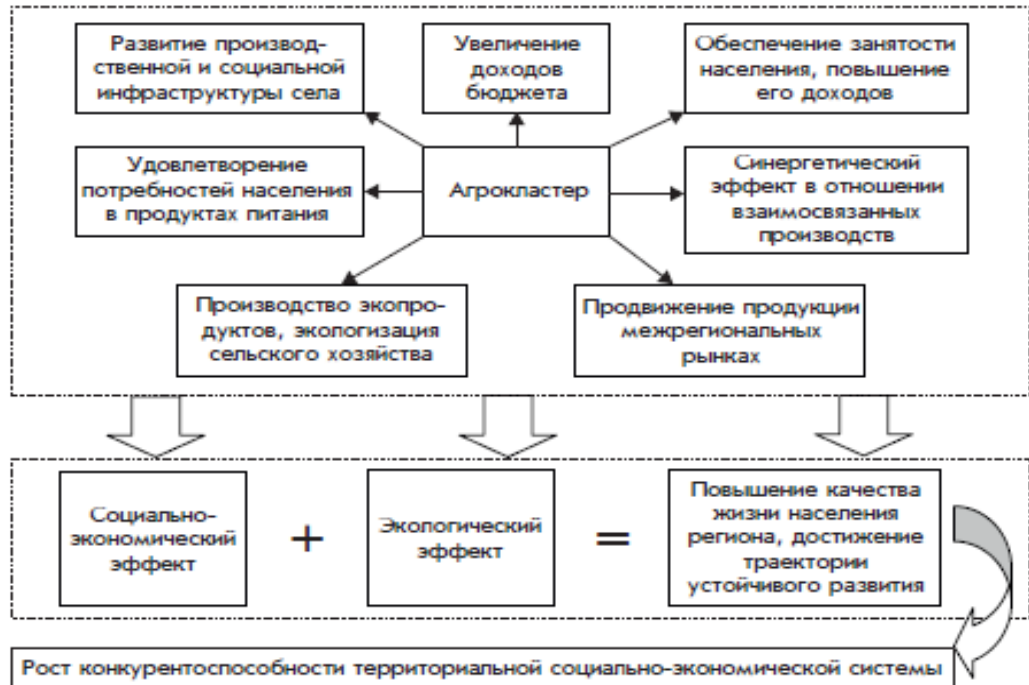 Развитие производ-
ственной и социальной
инфраструктуры села
Увеличение
доходов
бюджета
Обеспечение занятости
населения, повышение
его доходов
Удовлетворение
потребностей населения
в продуктах питания
Агрокластер
Синергетический
эффект в отношении
взаимосвязанных
производств
Производство экопро-
дуктов, экологизация
сельского хозяйства
Продвижение продукции
межрегиональных
рынках
Социально-
экономический
эффект
+
Экологический
эффект
=
Повышение качества
жизни населения
региона, достижение
траектории
устойчивого развития
Рост конкурентоспособности территориальной социально-экономической системы